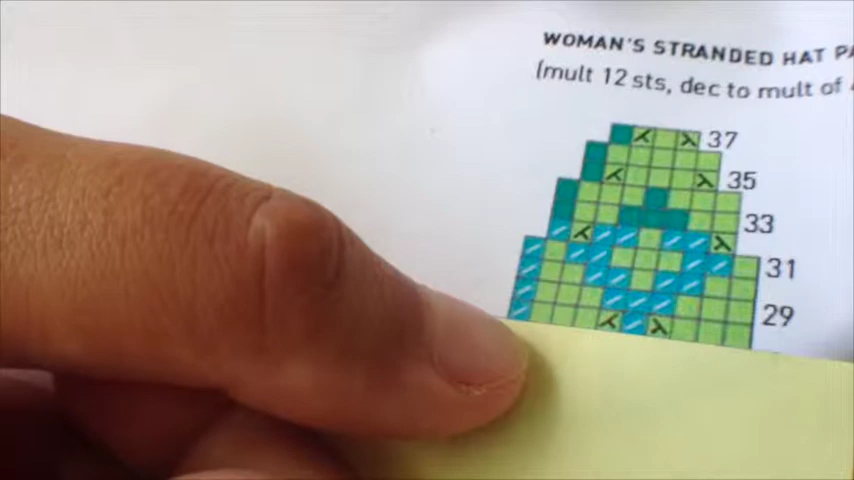 WOMAN'S STRANDED HAT
(mult 12 sts, dec to mult of
37
35
33
31
29